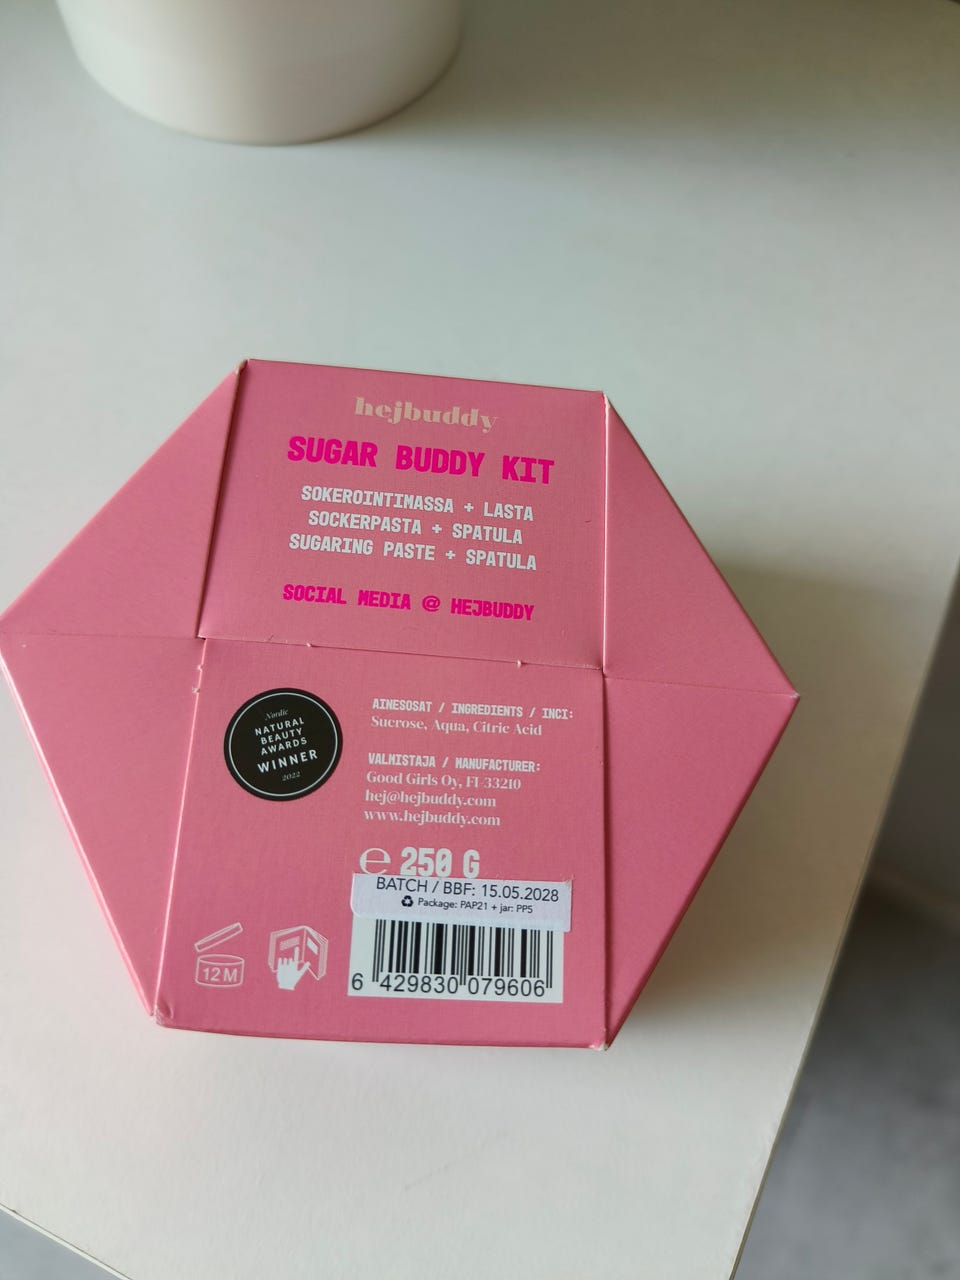 hejbuddy
SUGAR BUDDY KIT
SOKEROINTIMASSA + LASTA
SOCKERPASTA + SPATULA
SUGARING PASTE + SPATULA
SOCIAL MEDIA @ HEJBUDDY
Nordic
NATURAL
BEAUTY
AWARDS
WINNER
2022
AINESOSAT / INGREDIENTS / INCI:
Sucrose, Aqua, Citric Acid
VALMISTAJA / MANUFACTURER:
Good Girls Oy, FI-33210
hej@hejbuddy.com
www.hejbuddy.com
℮ 250 G
BATCH / BBF: 15.05.2028
Package: PAP21 + jar: PP5
12 M
6 429830 079606